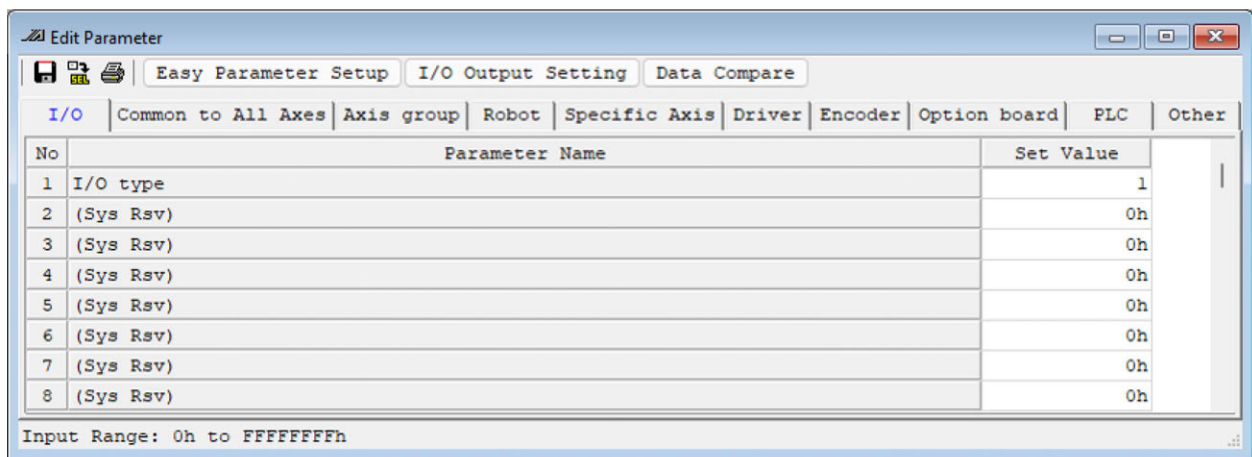 Edit Parameter
SEL Easy Parameter Setup I/O Output Setting Data Compare
I/O Common to All Axes Axis group Robot Specific Axis Driver Encoder Option board PLC Other
No Parameter Name Set Value
1 I/O type 1
2 (Sys Rsv) 0h
3 (Sys Rsv) 0h
4 (Sys Rsv) 0h
5 (Sys Rsv) 0h
6 (Sys Rsv) 0h
7 (Sys Rsv) 0h
8 (Sys Rsv) 0h
Input Range: 0h to FFFFFFFFh